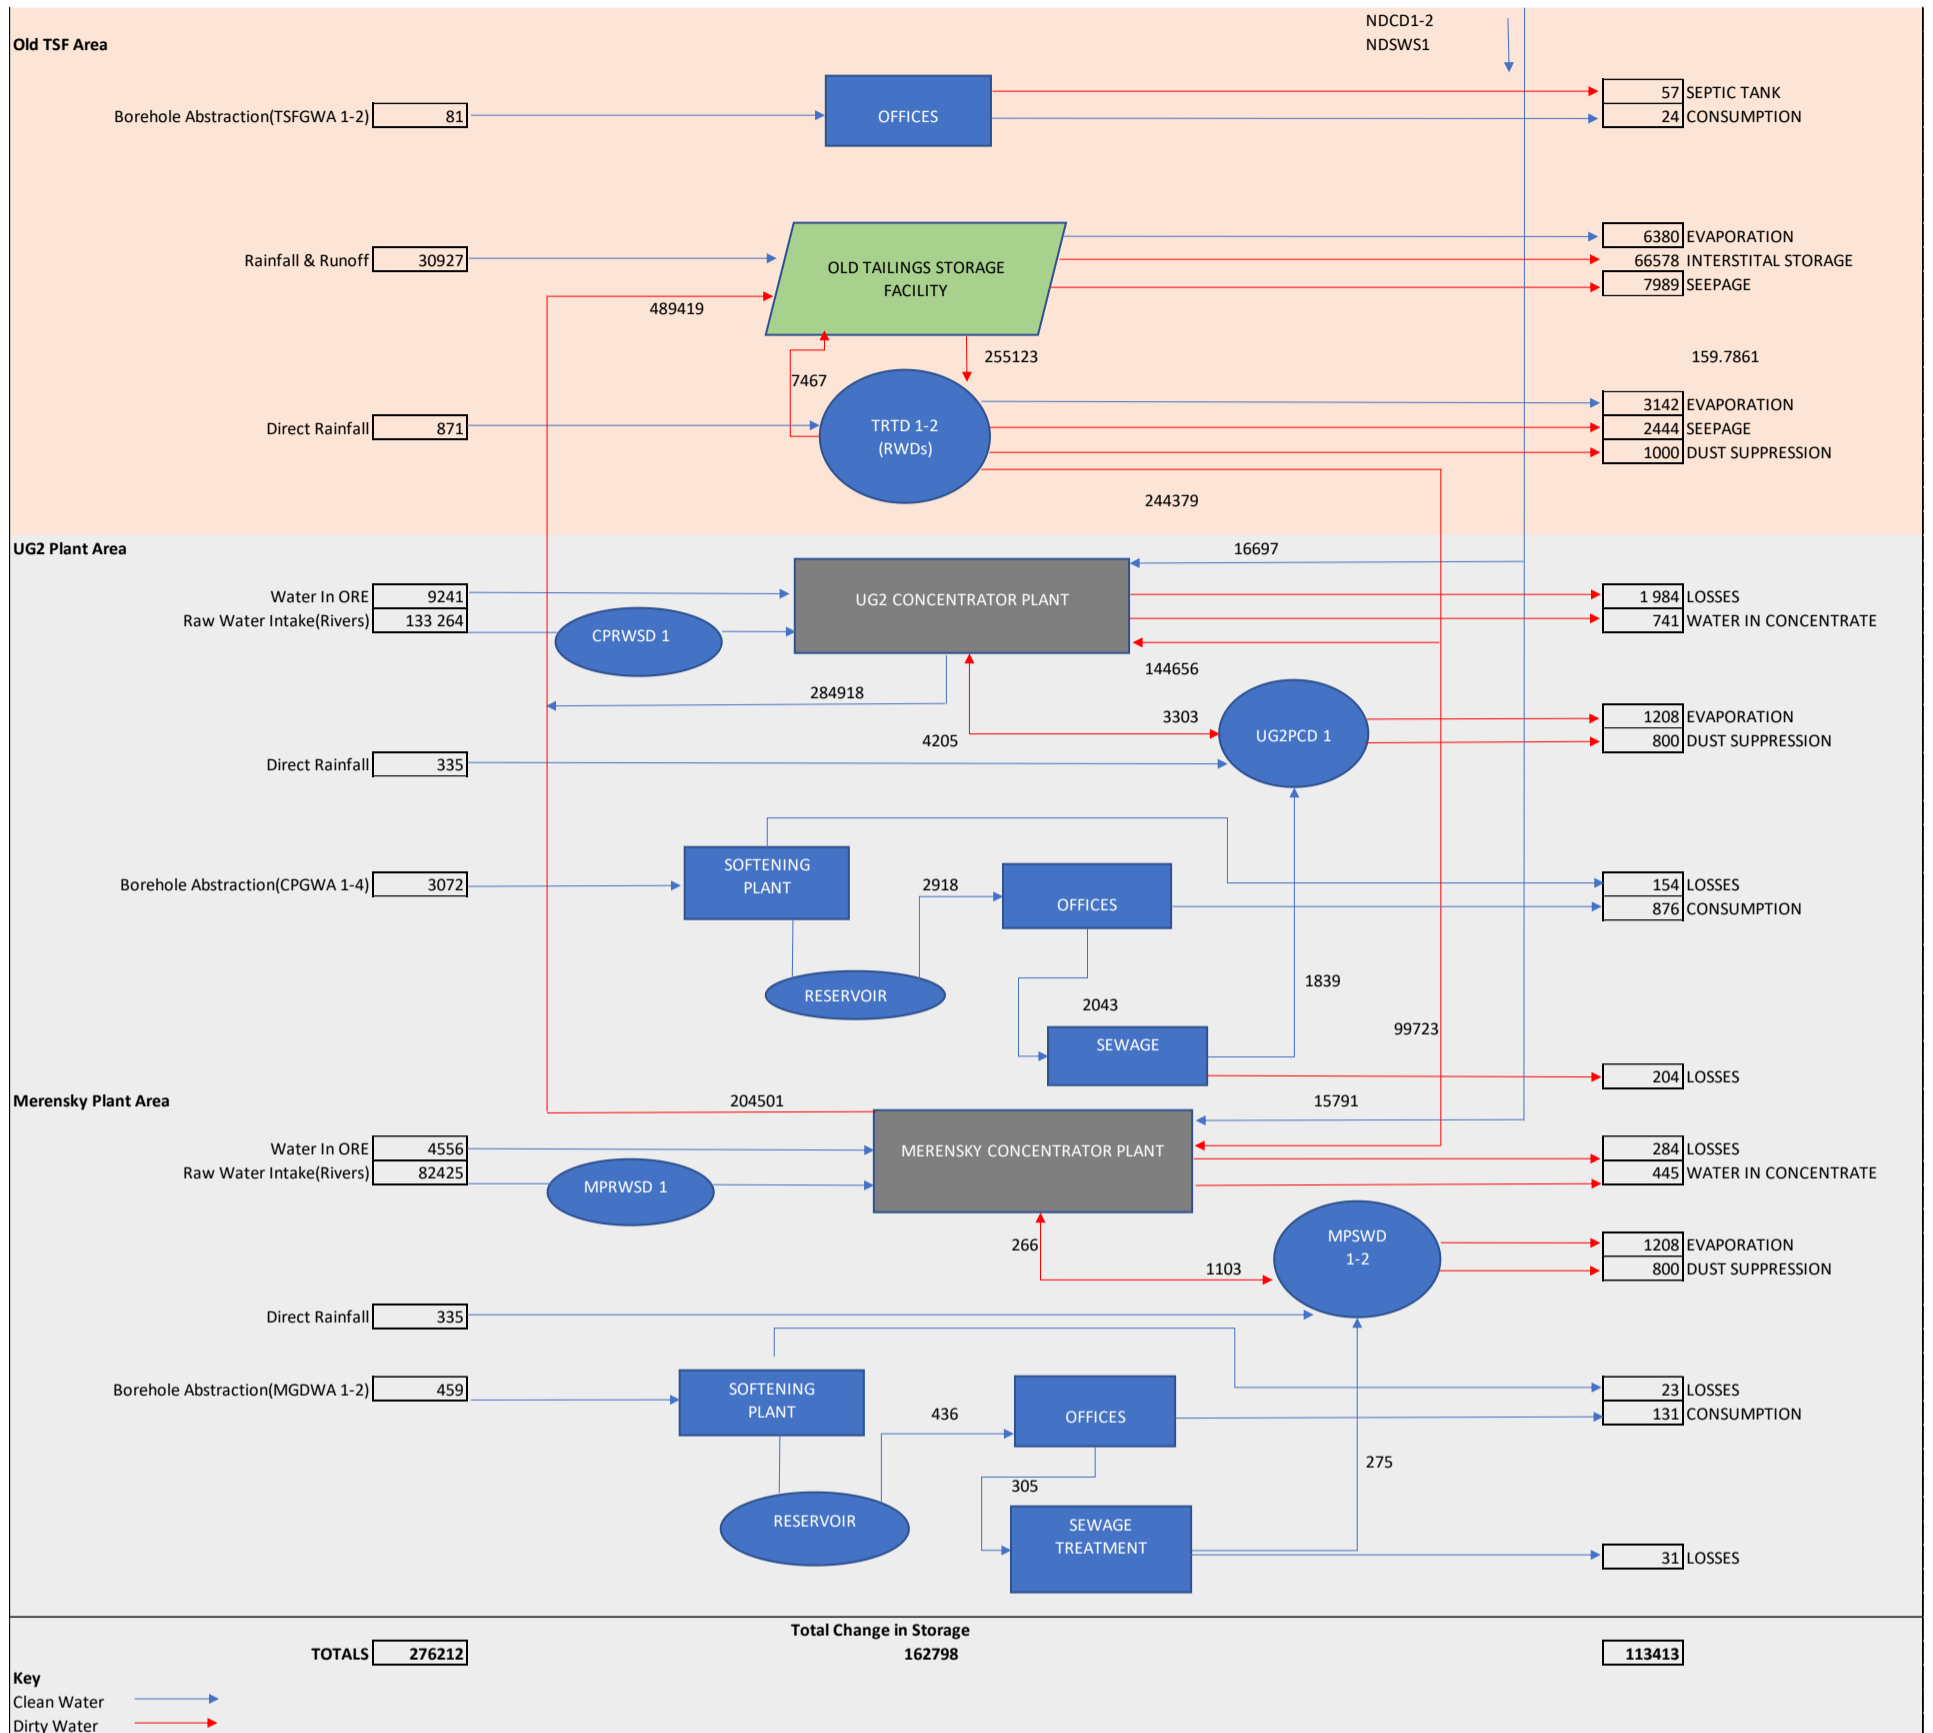 NDCD1-2
Old TSF Area
NDSWS1
57 SEPTIC TANK
Borehole Abstraction(TSFGWA 1-2) 81
OFFICES
24 CONSUMPTION
6380 EVAPORATION
Rainfall & Runoff 30927
OLD TAILINGS STORAGE
FACILITY
66578 INTERSTITAL STORAGE
7989 SEEPAGE
489419
255123
159.7861
7467
3142 EVAPORATION
Direct Rainfall 871
TRTD 1-2
(RWDs)
2444 SEEPAGE
1000 DUST SUPPRESSION
244379
UG2 Plant Area
16697
Water In ORE 9241
UG2 CONCENTRATOR PLANT
1 984 LOSSES
Raw Water Intake(Rivers) 133 264
CPRWSD 1
741 WATER IN CONCENTRATE
144656
284918
3303
1208 EVAPORATION
4205
UG2PCD 1
800 DUST SUPPRESSION
Direct Rainfall 335
SOFTENING
PLANT
Borehole Abstraction(CPGWA 1-4) 3072
2918
OFFICES
154 LOSSES
876 CONSUMPTION
RESERVOIR
1839
2043
99723
SEWAGE
204 LOSSES
Merensky Plant Area
204501
15791
Water In ORE 4556
MERENSKY CONCENTRATOR PLANT
284 LOSSES
Raw Water Intake(Rivers) 82425
MPRWSD 1
445 WATER IN CONCENTRATE
266
MPSWD
1-2
1208 EVAPORATION
1103
800 DUST SUPPRESSION
Direct Rainfall 335
Borehole Abstraction(MGDWA 1-2) 459
SOFTENING
PLANT
436
OFFICES
23 LOSSES
131 CONSUMPTION
275
305
RESERVOIR
SEWAGE
TREATMENT
31 LOSSES
Total Change in Storage
TOTALS 276212
162798
113413
Key
Clean Water
Dirty Water